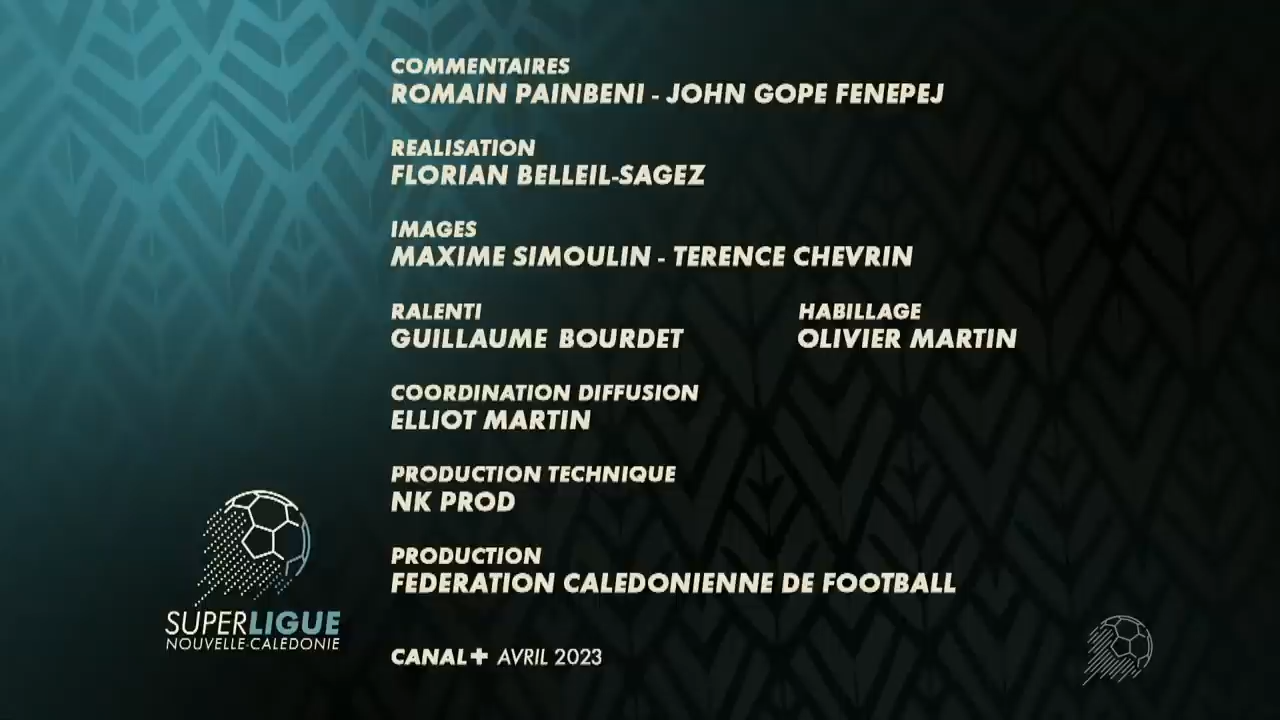 COMMENTAIRES
ROMAIN PAINBENI - JOHN GOPE FENEPEJ
REALISATION
FLORIAN BELLEIL-SAGEZ
IMAGES
MAXIME SIMOULIN - TERENCE CHEVRIN
RALENTI
GUILLAUME BOURDET
HABILLAGE
OLIVIER MARTIN
COORDINATION DIFFUSION
ELLIOT MARTIN
PRODUCTION TECHNIQUE
NK PROD
PRODUCTION
FEDERATION CALEDONIENNE DE FOOTBALL
SUPERLIGUE
NOUVELLE-CALÉDONIE
CANAL+ AVRIL 2023